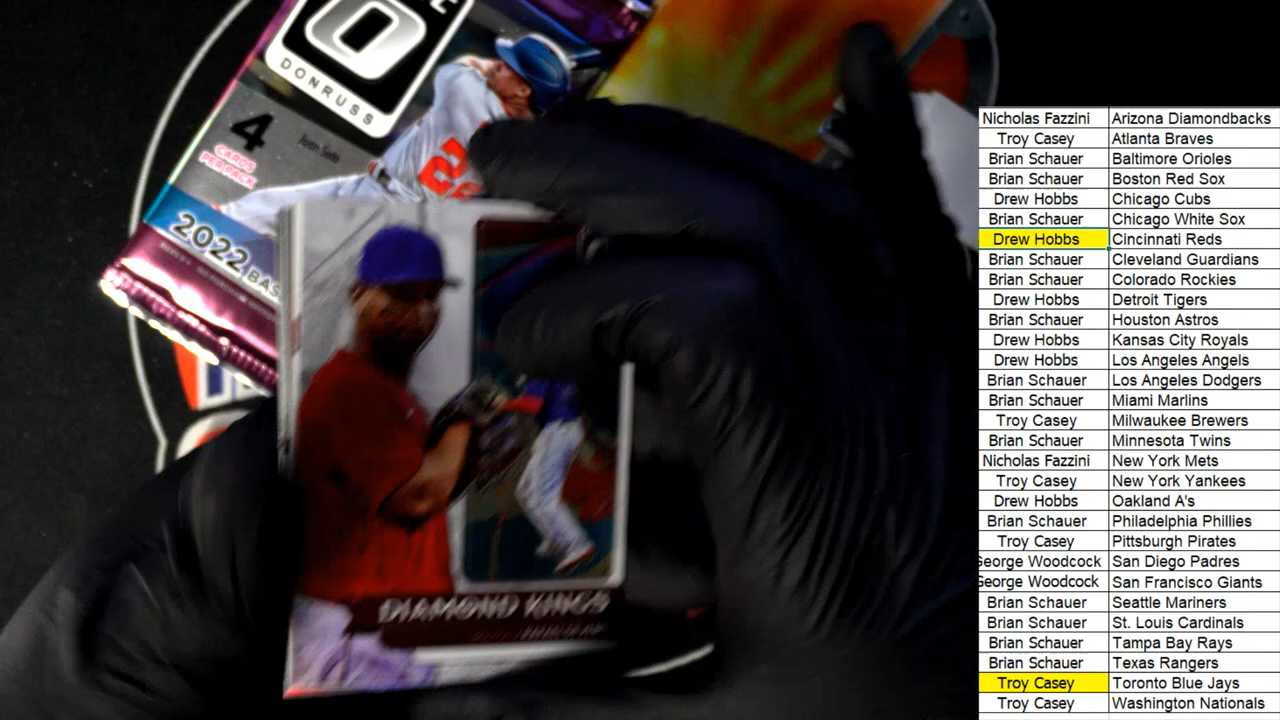 O
DONRUSS
4
CARDS
PER PACK
Juan Soto
2022
DIAMOND KINGS
Nicholas Fazzini Arizona Diamondbacks
Troy Casey Atlanta Braves
Brian Schauer Baltimore Orioles
Brian Schauer Boston Red Sox
Drew Hobbs Chicago Cubs
Brian Schauer Chicago White Sox
Drew Hobbs Cincinnati Reds
Brian Schauer Cleveland Guardians
Brian Schauer Colorado Rockies
Drew Hobbs Detroit Tigers
Brian Schauer Houston Astros
Drew Hobbs Kansas City Royals
Drew Hobbs Los Angeles Angels
Brian Schauer Los Angeles Dodgers
Brian Schauer Miami Marlins
Troy Casey Milwaukee Brewers
Brian Schauer Minnesota Twins
Nicholas Fazzini New York Mets
Troy Casey New York Yankees
Drew Hobbs Oakland A's
Brian Schauer Philadelphia Phillies
Troy Casey Pittsburgh Pirates
George Woodcock San Diego Padres
George Woodcock San Francisco Giants
Brian Schauer Seattle Mariners
Brian Schauer St. Louis Cardinals
Brian Schauer Tampa Bay Rays
Brian Schauer Texas Rangers
Troy Casey Toronto Blue Jays
Troy Casey Washington Nationals